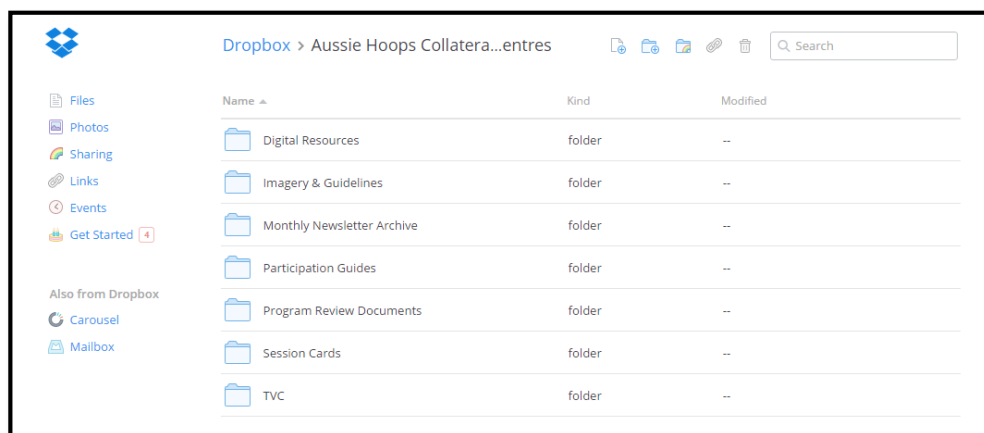 Dropbox > Aussie Hoops Collatera...entres
Search
Files
Photos
Sharing
Links
Events
Get Started 4
Also from Dropbox
Carousel
Mailbox
Name Kind Modified
Digital Resources folder --
Imagery & Guidelines folder --
Monthly Newsletter Archive folder --
Participation Guides folder --
Program Review Documents folder --
Session Cards folder --
TVC folder --